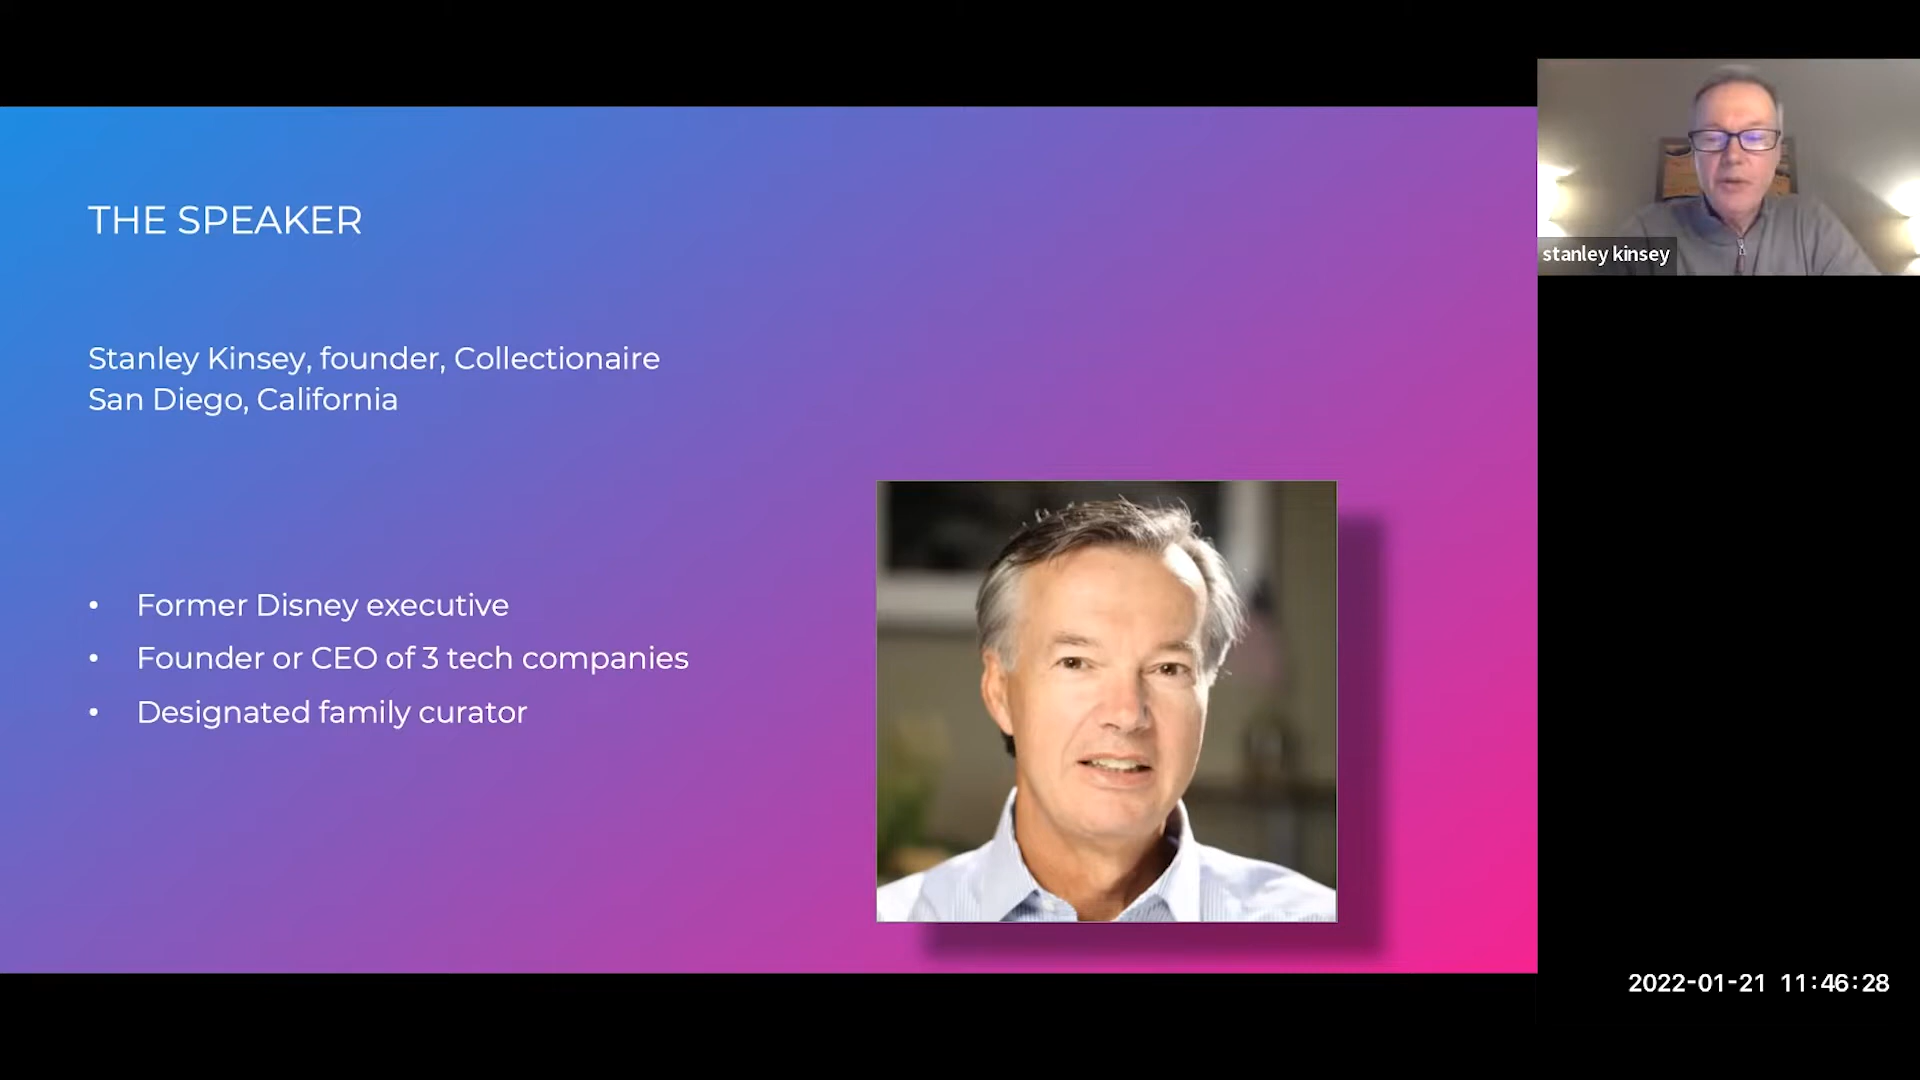 THE SPEAKER
Stanley Kinsey, founder, Collectionaire
San Diego, California
• Former Disney executive
• Founder or CEO of 3 tech companies
• Designated family curator
stanley kinsey
2022-01-21 11:46:28